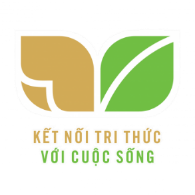 KẾT NỐI TRI THỨC
VỚI CUỘC SỐNG